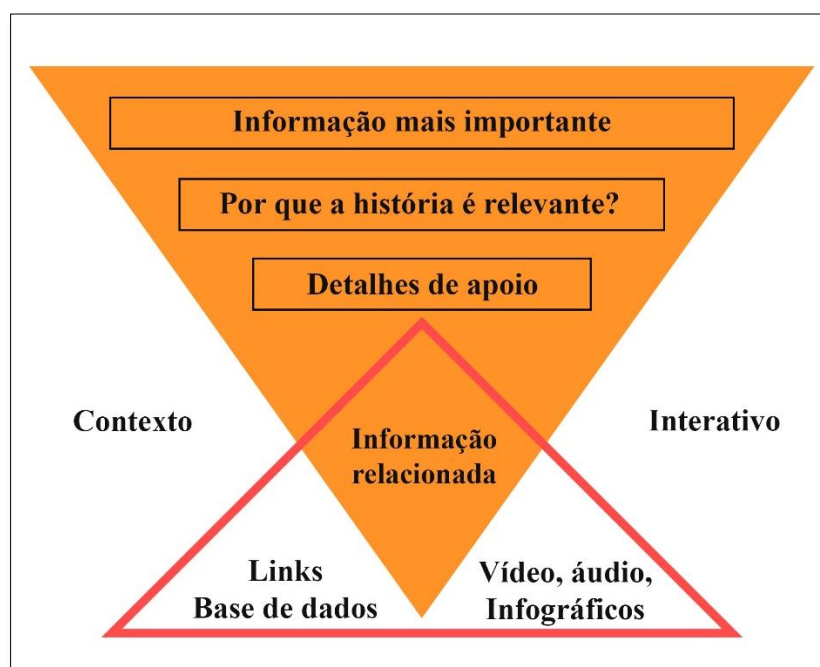 Informação mais importante
Por que a história é relevante?
Detalhes de apoio
Contexto
Interativo
Informação
relacionada
Links
Base de dados
Vídeo, áudio,
Infográficos